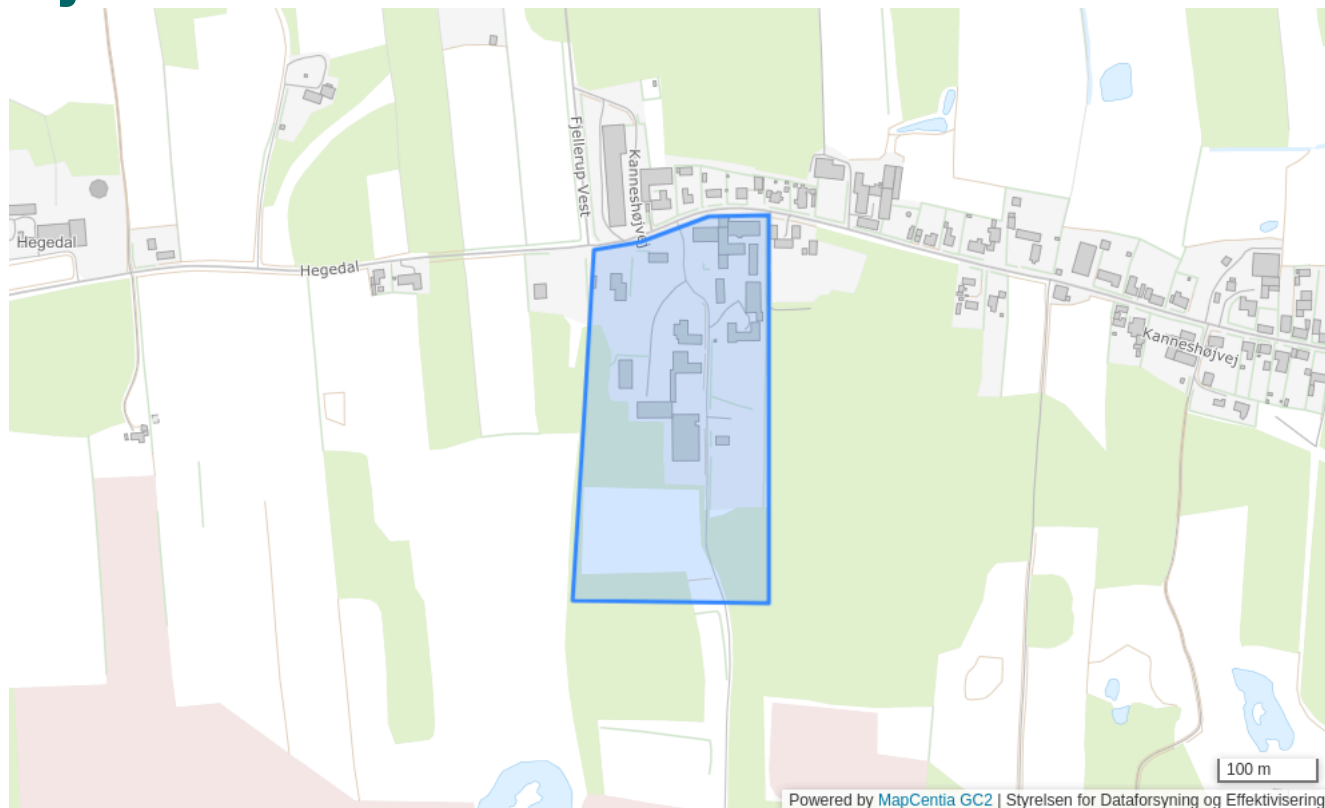 Fjellerup-Vest
Kanneshøjvej
Hegedal
Hegedal
Kanneshøjvej
100 m
Powered by MapCentia GC2 | Styrelsen for Dataforsyning og Effektivisering